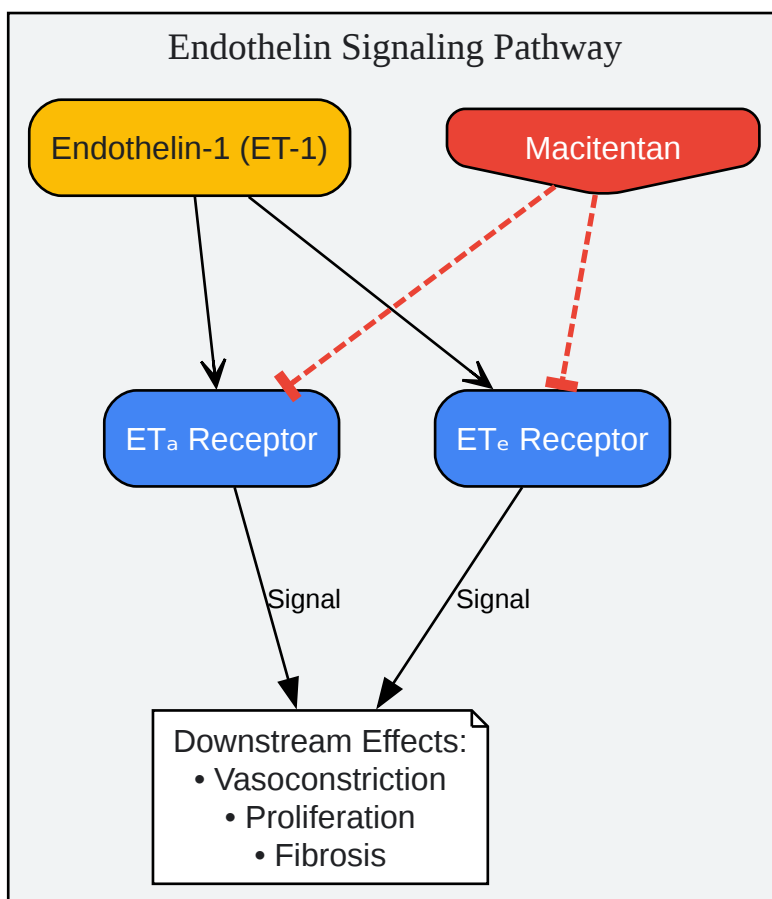 Endothelin Signaling Pathway
Endothelin-1 (ET-1)
Macitentan
ETₐ Receptor
ETₑ Receptor
Signal
Signal
Downstream Effects:
• Vasoconstriction
• Proliferation
• Fibrosis